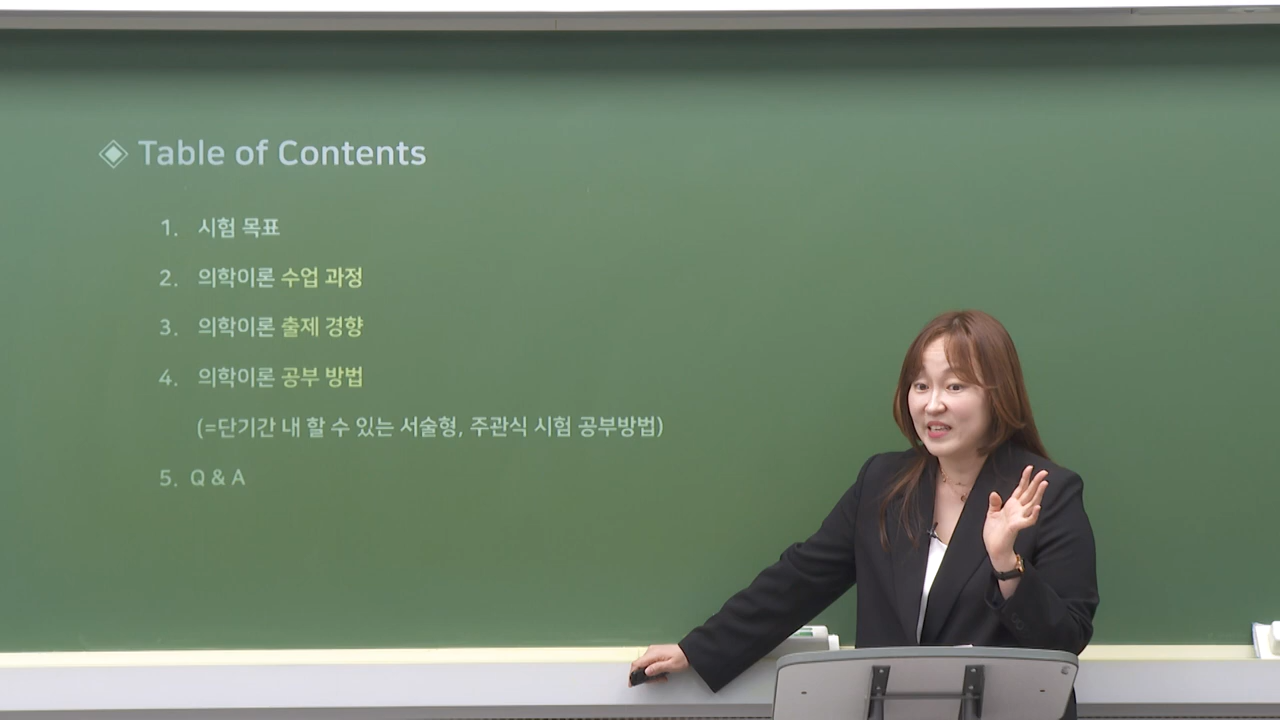 Table of Contents
1. 시험 목표
2. 의학이론 수업 과정
3. 의학이론 출제 경향
4. 의학이론 공부 방법
(=단기간 내 할 수 있는 서술형, 주관식 시험 공부방법)
5. Q & A